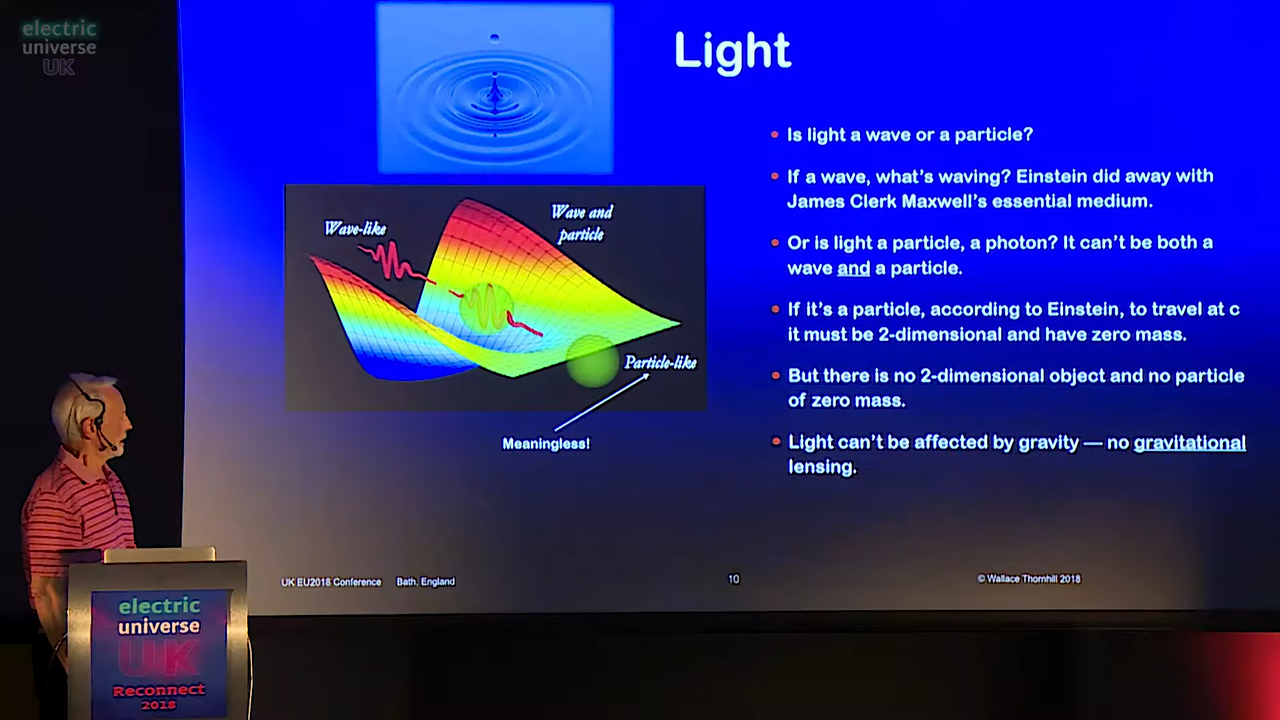 electric
universe
UK
Light
Is light a wave or a particle?
If a wave, what's waving? Einstein did away with
James Clerk Maxwell's essential medium.
Or is light a particle, a photon? It can't be both a
wave and a particle.
If it's a particle, according to Einstein, to travel at c
it must be 2-dimensional and have zero mass.
But there is no 2-dimensional object and no particle
of zero mass.
Light can't be affected by gravity — no gravitational
lensing.
Wave-like
Wave and
particle
Particle-like
Meaningless!
UK EU2018 Conference Bath, England
10
© Wallace Thornhill 2018
electric
universe
UK
Reconnect
2018